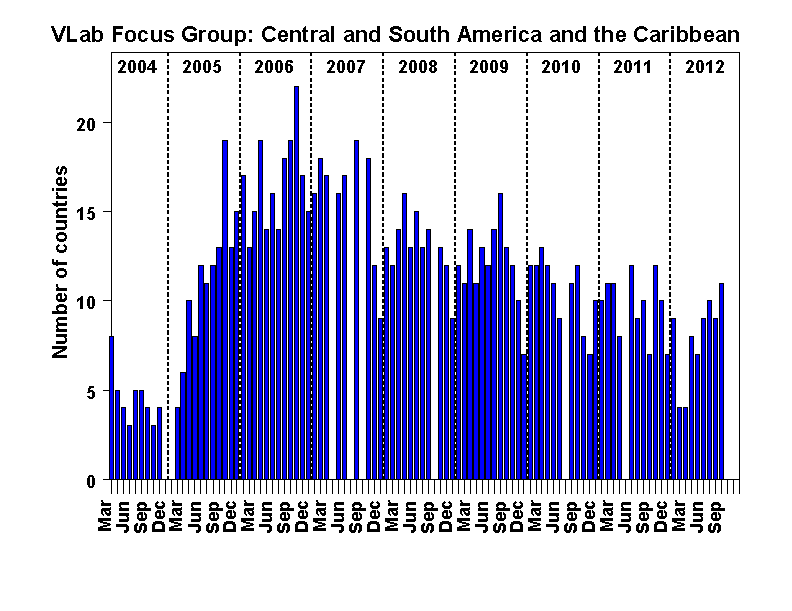 VLab Focus Group: Central and South America and the Caribbean
2004 2005 2006 2007 2008 2009 2010 2011 2012
Number of countries
20
15
10
5
0
Mar Jun Sep Dec Mar Jun Sep Dec Mar Jun Sep Dec Mar Jun Sep Dec Mar Jun Sep Dec Mar Jun Sep Dec Mar Jun Sep Dec Mar Jun Sep Dec Mar Jun Sep